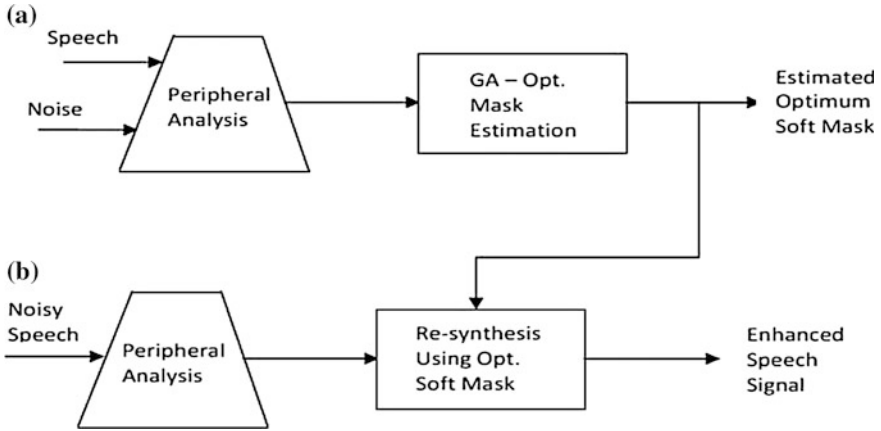 (a)
Speech
Noise
Peripheral
Analysis
GA – Opt.
Mask
Estimation
Estimated
Optimum
Soft Mask
(b)
Noisy
Speech
Peripheral
Analysis
Re-synthesis
Using Opt.
Soft Mask
Enhanced
Speech
Signal